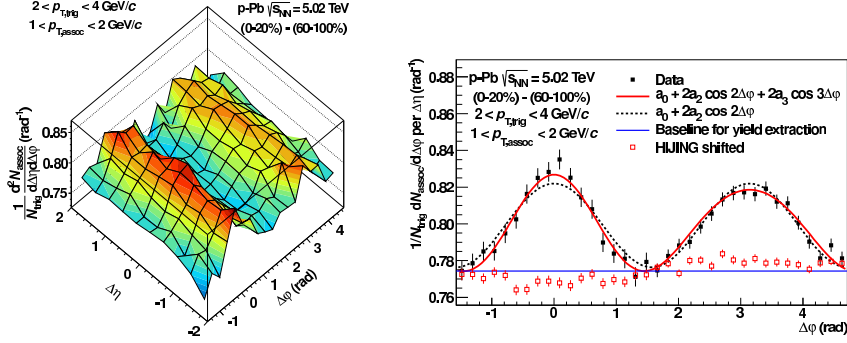 2 < p_T,trig < 4 GeV/c
1 < p_T,assoc < 2 GeV/c
p-Pb √s_NN = 5.02 TeV
(0-20%) - (60-100%)
1/N_trig d²N_assoc/dΔηdΔφ (rad⁻¹)
0.85
0.80
0.75
2
1
0
-1
-2
Δη
-1
0
1
2
3
4
Δφ (rad)
p-Pb √s_NN = 5.02 TeV
(0-20%) - (60-100%)
2 < p_T,trig < 4 GeV/c
1 < p_T,assoc < 2 GeV/c
Data
a₀ + 2a₂ cos 2Δφ + 2a₃ cos 3Δφ
a₀ + 2a₂ cos 2Δφ
Baseline for yield extraction
HIJING shifted
1/N_trig dN_assoc/dΔφ per Δη (rad⁻¹)
0.88
0.86
0.84
0.82
0.80
0.78
0.76
-1
0
1
2
3
4
Δφ (rad)